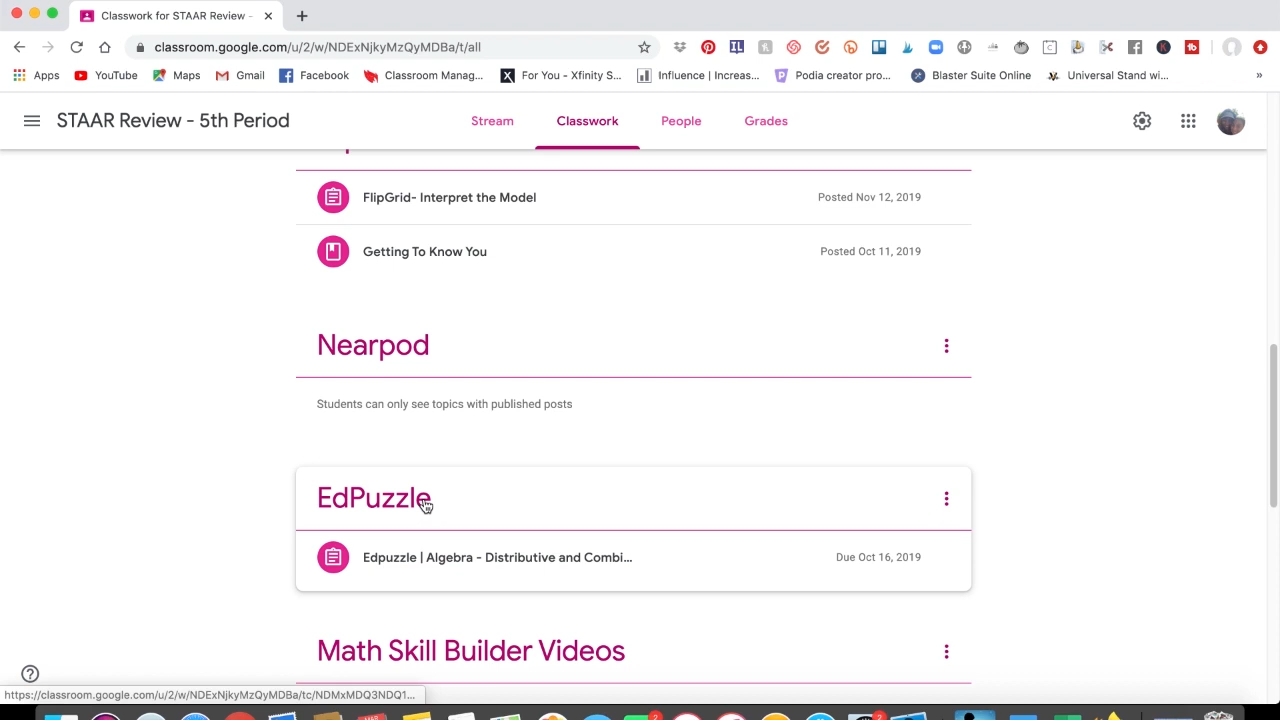 Classwork for STAAR Review -
classroom.google.com/u/2/w/NDExNjkyMzQyMDBa/t/all
Apps YouTube Maps Gmail Facebook Classroom Manag... For You - Xfinity S... Influence | Increas... Podia creator pro... Blaster Suite Online Universal Stand wi... »
STAAR Review - 5th Period
Stream Classwork People Grades
FlipGrid- Interpret the Model Posted Nov 12, 2019
Getting To Know You Posted Oct 11, 2019
Nearpod
Students can only see topics with published posts
EdPuzzle
Edpuzzle | Algebra - Distributive and Combi... Due Oct 16, 2019
Math Skill Builder Videos
https://classroom.google.com/u/2/w/NDExNjkyMzQyMDBa/tc/NDMxMDQ3NDQ1...